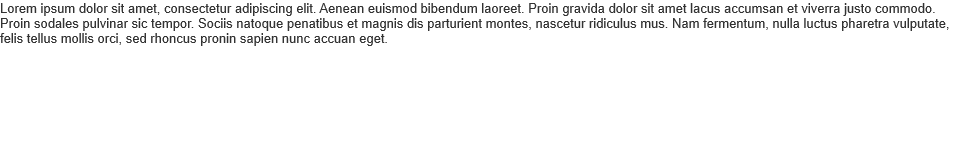 Lorem ipsum dolor sit amet, consectetur adipiscing elit. Aenean euismod bibendum laoreet. Proin gravida dolor sit amet lacus accumsan et viverra justo commodo.
Proin sodales pulvinar sic tempor. Sociis natoque penatibus et magnis dis parturient montes, nascetur ridiculus mus. Nam fermentum, nulla luctus pharetra vulputate,
felis tellus mollis orci, sed rhoncus pronin sapien nunc accuan eget.